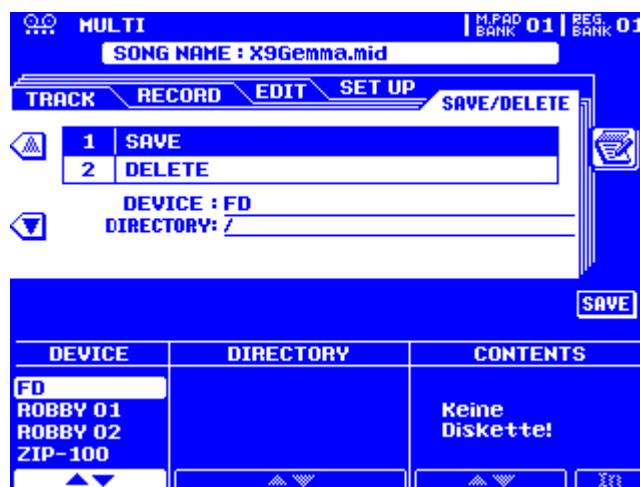 MULTI
M.PAD BANK 01
REG. BANK 01
SONG NAME : X9Gemma.mid
TRACK RECORD EDIT SET UP SAVE/DELETE
1 SAVE
2 DELETE
DEVICE : FD
DIRECTORY: /
SAVE
DEVICE DIRECTORY CONTENTS
FD
ROBBY 01
ROBBY 02
ZIP-100
Keine
Diskette!